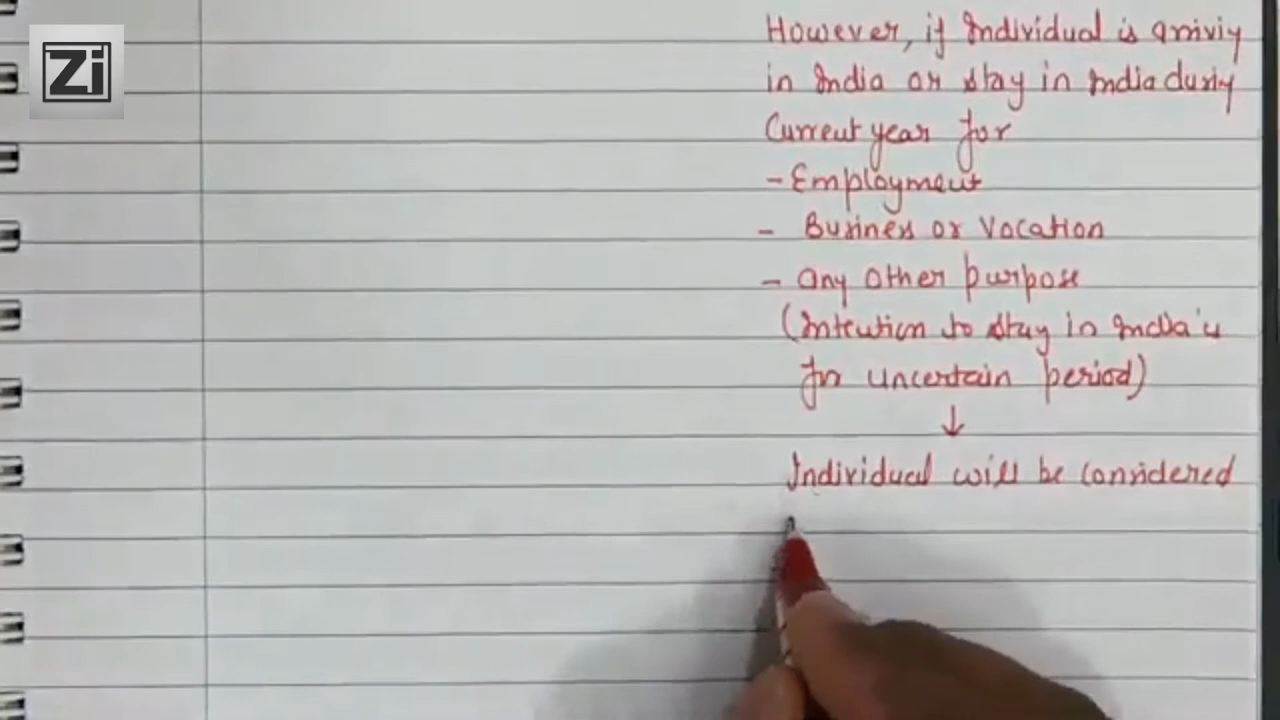 Zi
However, if Individual is arriving
in India or stay in India during
Current year for
- Employment
- Business or Vocation
- Any other purpose
(Intention to stay in India is
for uncertain period)
↓
Individual will be considered